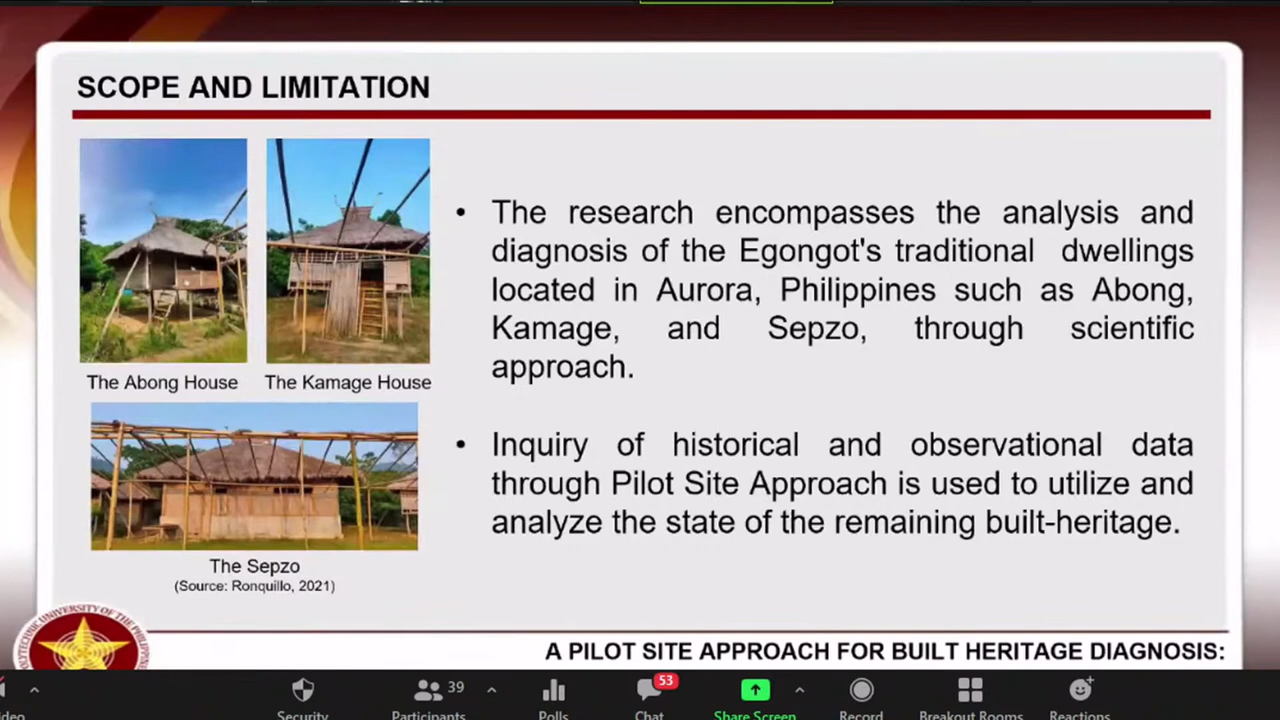 SCOPE AND LIMITATION
The Abong House
The Kamage House
The Sepzo
(Source: Ronquillo, 2021)
• The research encompasses the analysis and
diagnosis of the Egongot's traditional dwellings
located in Aurora, Philippines such as Abong,
Kamage, and Sepzo, through scientific
approach.
• Inquiry of historical and observational data
through Pilot Site Approach is used to utilize and
analyze the state of the remaining built-heritage.
POLYTECHNIC UNIVERSITY OF THE
A PILOT SITE APPROACH FOR BUILT HERITAGE DIAGNOSIS:
39
53
Security
Participants
Polls
Chat
Share Screen
Record
Breakout Rooms
Reactions